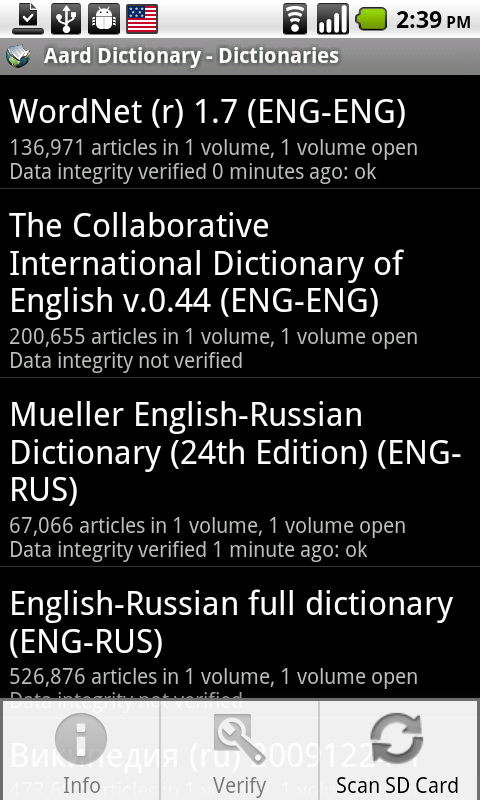 2:39 PM
Aard Dictionary - Dictionaries
WordNet (r) 1.7 (ENG-ENG)
136,971 articles in 1 volume, 1 volume open
Data integrity verified 0 minutes ago: ok
The Collaborative
International Dictionary of
English v.0.44 (ENG-ENG)
200,655 articles in 1 volume, 1 volume open
Data integrity not verified
Mueller English-Russian
Dictionary (24th Edition) (ENG-
RUS)
67,066 articles in 1 volume, 1 volume open
Data integrity verified 1 minute ago: ok
English-Russian full dictionary
(ENG-RUS)
526,876 articles in 1 volume, 1 volume open
Data integrity not verified
Википедия (ru)
Info
Verify
Scan SD Card